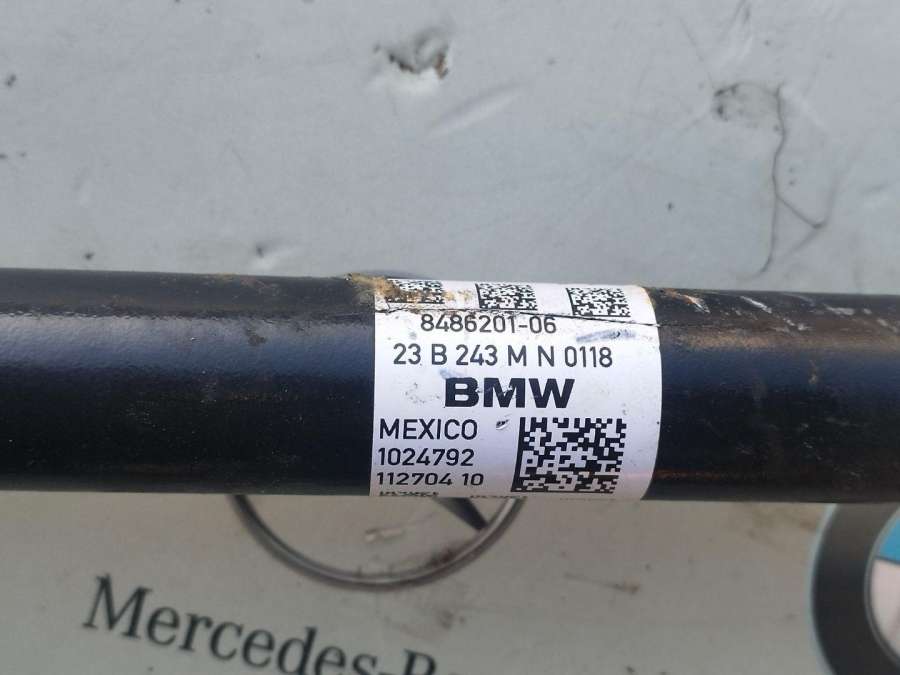 8486201-06
23 B 243 M N 0118
BMW
MEXICO
1024792
112704 10
Mercedes-B